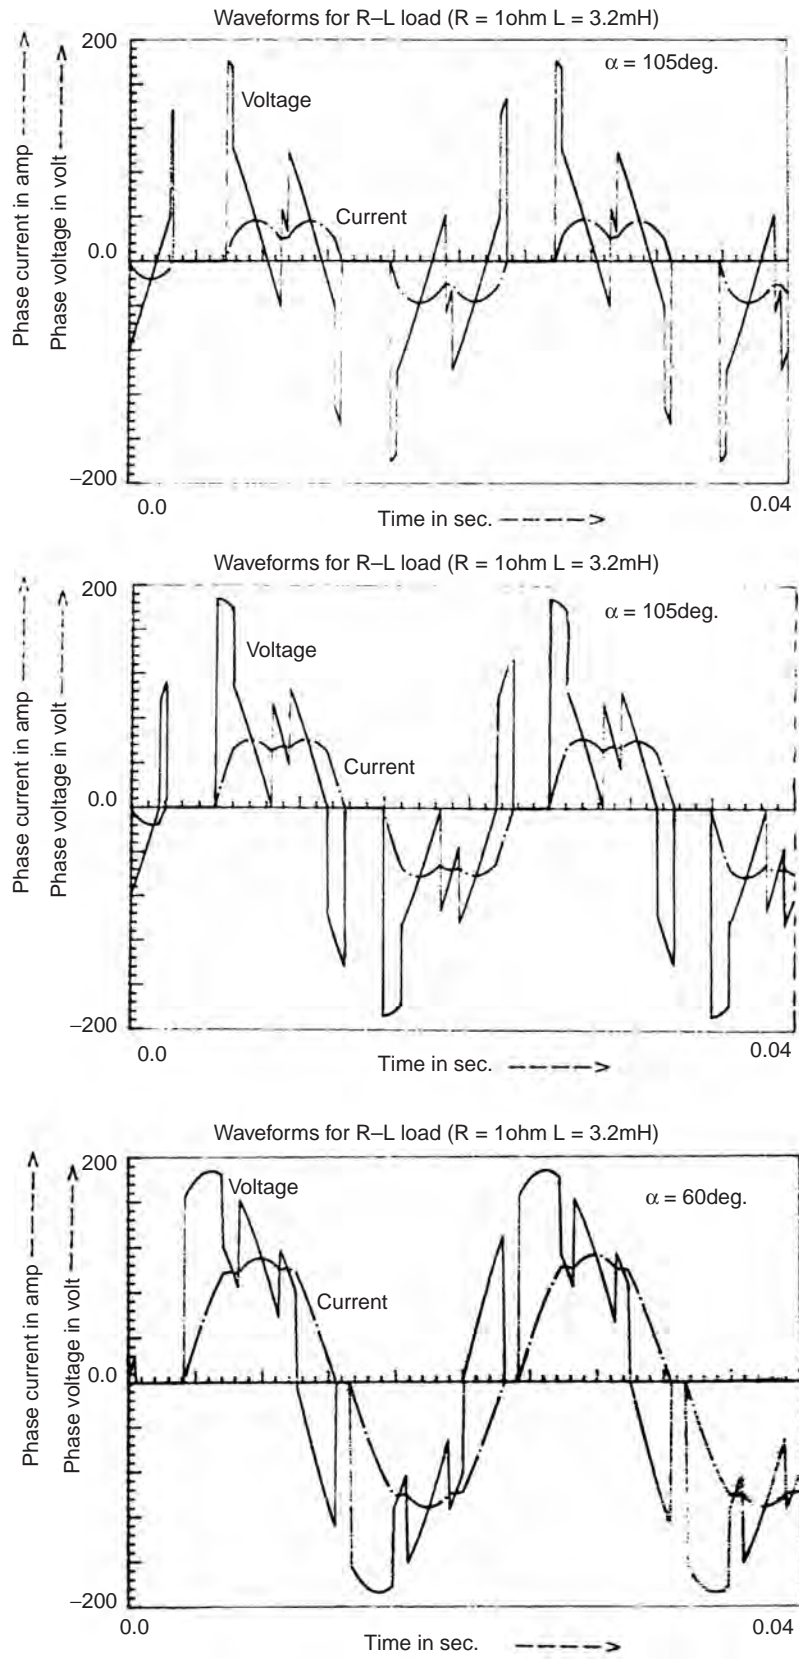 Waveforms for R–L load (R = 1ohm L = 3.2mH)
200
α = 105deg.
Voltage
Current
0.0
–200
0.0
0.04
Time in sec.
Phase current in amp
Phase voltage in volt
Waveforms for R–L load (R = 1ohm L = 3.2mH)
200
α = 105deg.
Voltage
Current
0.0
–200
0.0
0.04
Time in sec.
Phase current in amp
Phase voltage in volt
Waveforms for R–L load (R = 1ohm L = 3.2mH)
200
Voltage
α = 60deg.
Current
0.0
–200
0.0
0.04
Time in sec.
Phase current in amp
Phase voltage in volt